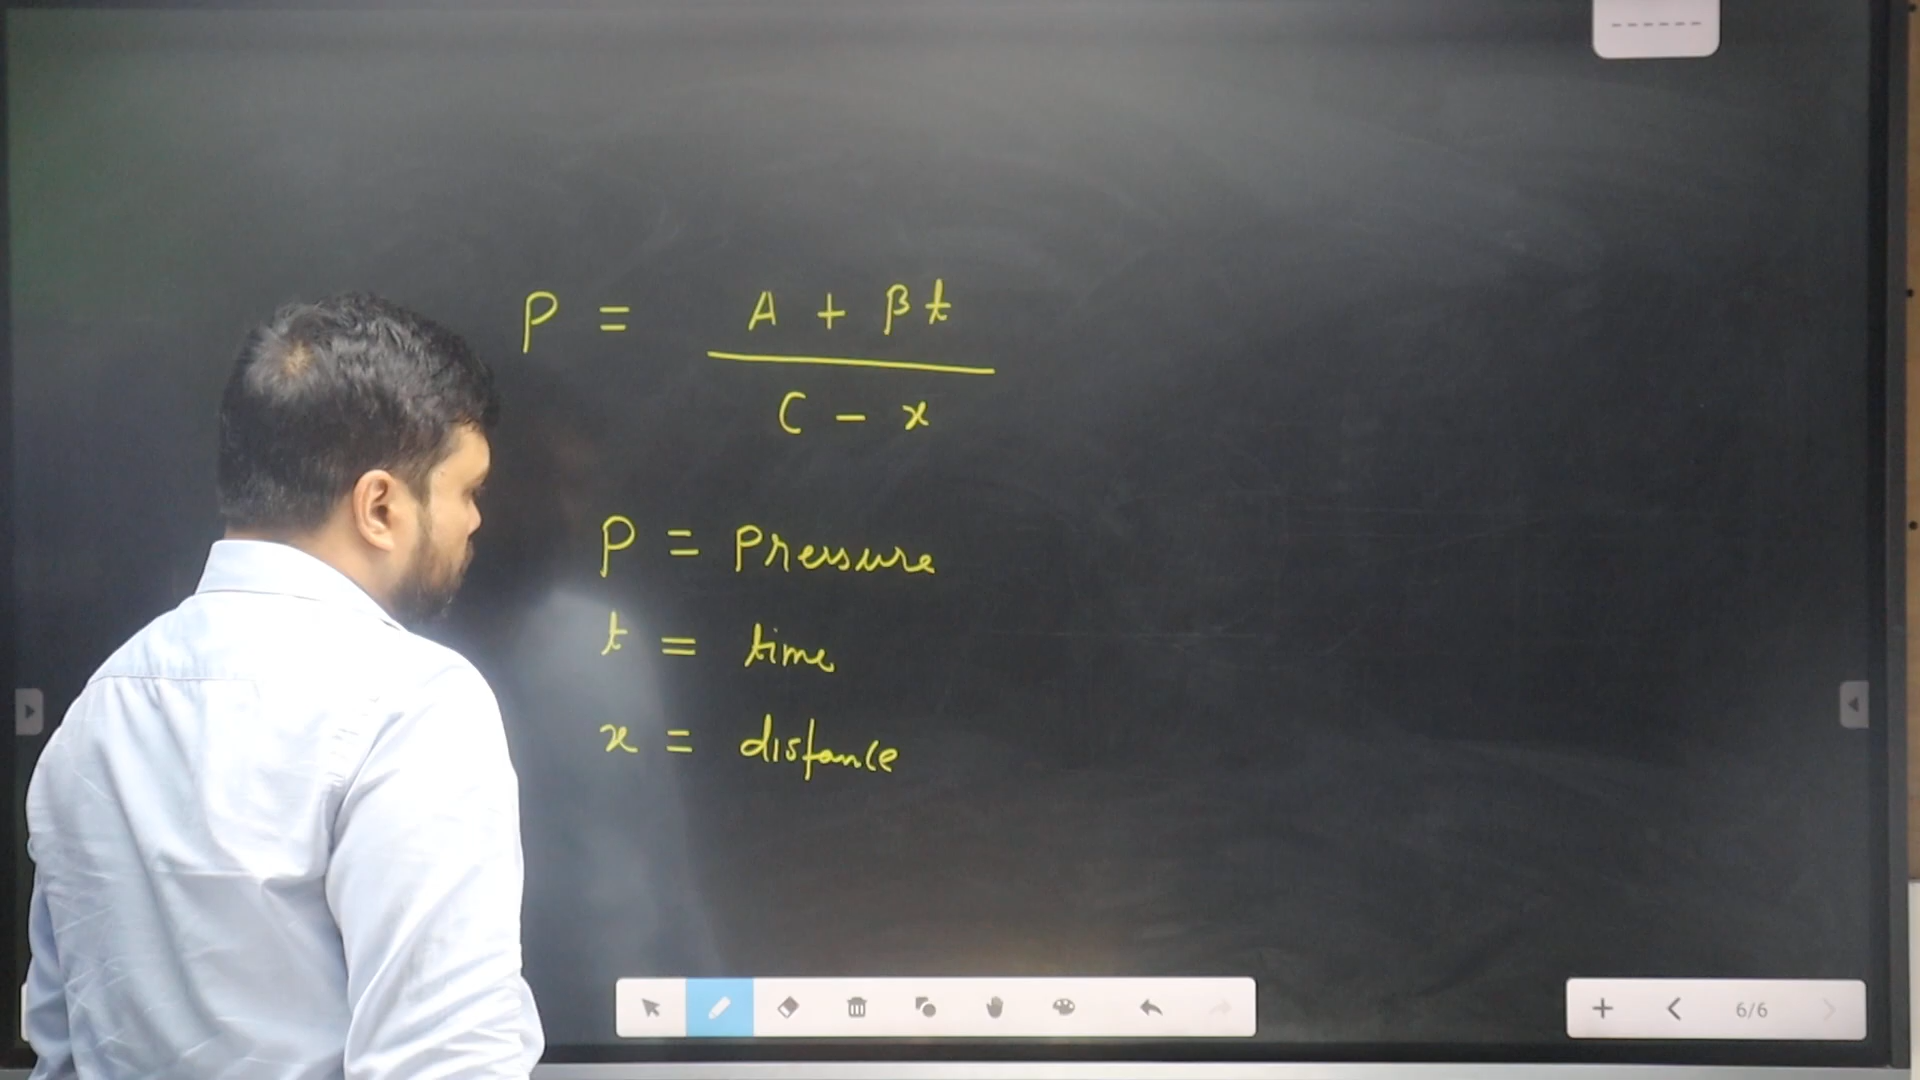 P = A + βt
C - x
P = Pressure
t = time
x = distance
6/6